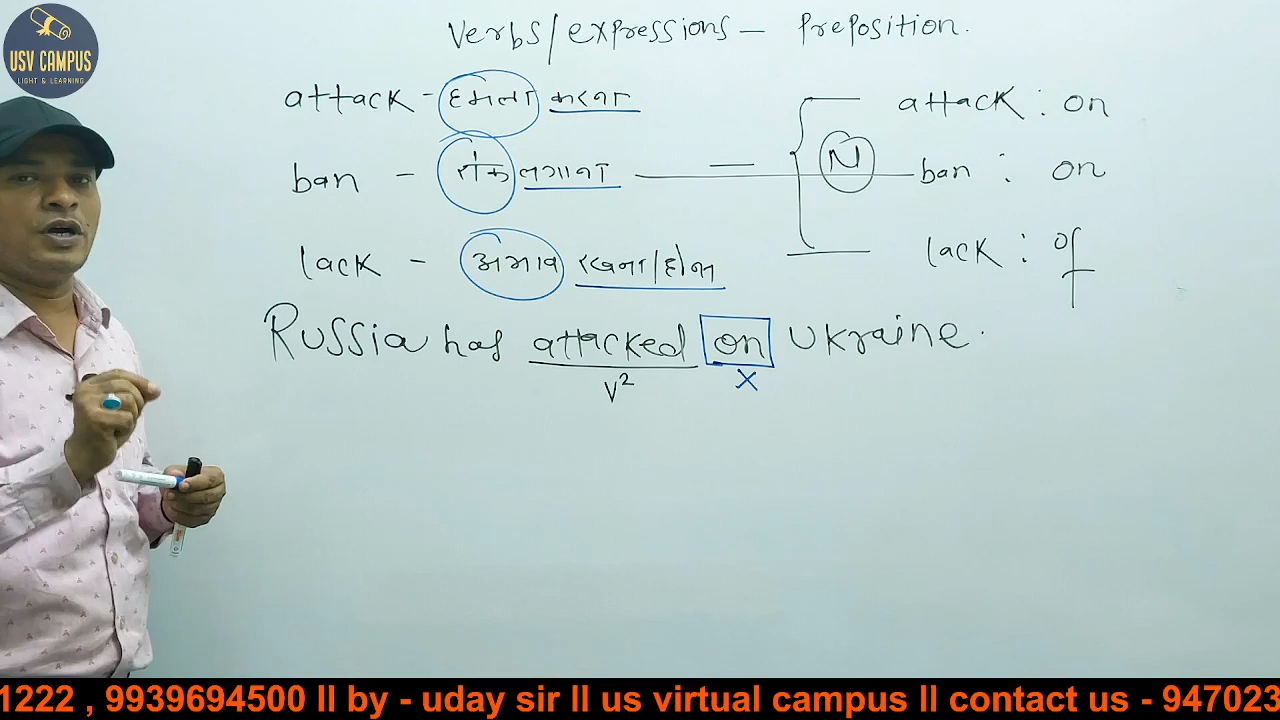 USV CAMPUS
LIGHT & LEARNING
Verbs/expressions – Preposition.
attack - हमला करना
attack : on
ban - रोक लगाना
N
ban : on
lack - अभाव रखना/होना
lack : of
Russia has attacked on Ukraine.
V2
X
1222 , 9939694500 ll by - uday sir ll us virtual campus ll contact us - 947023